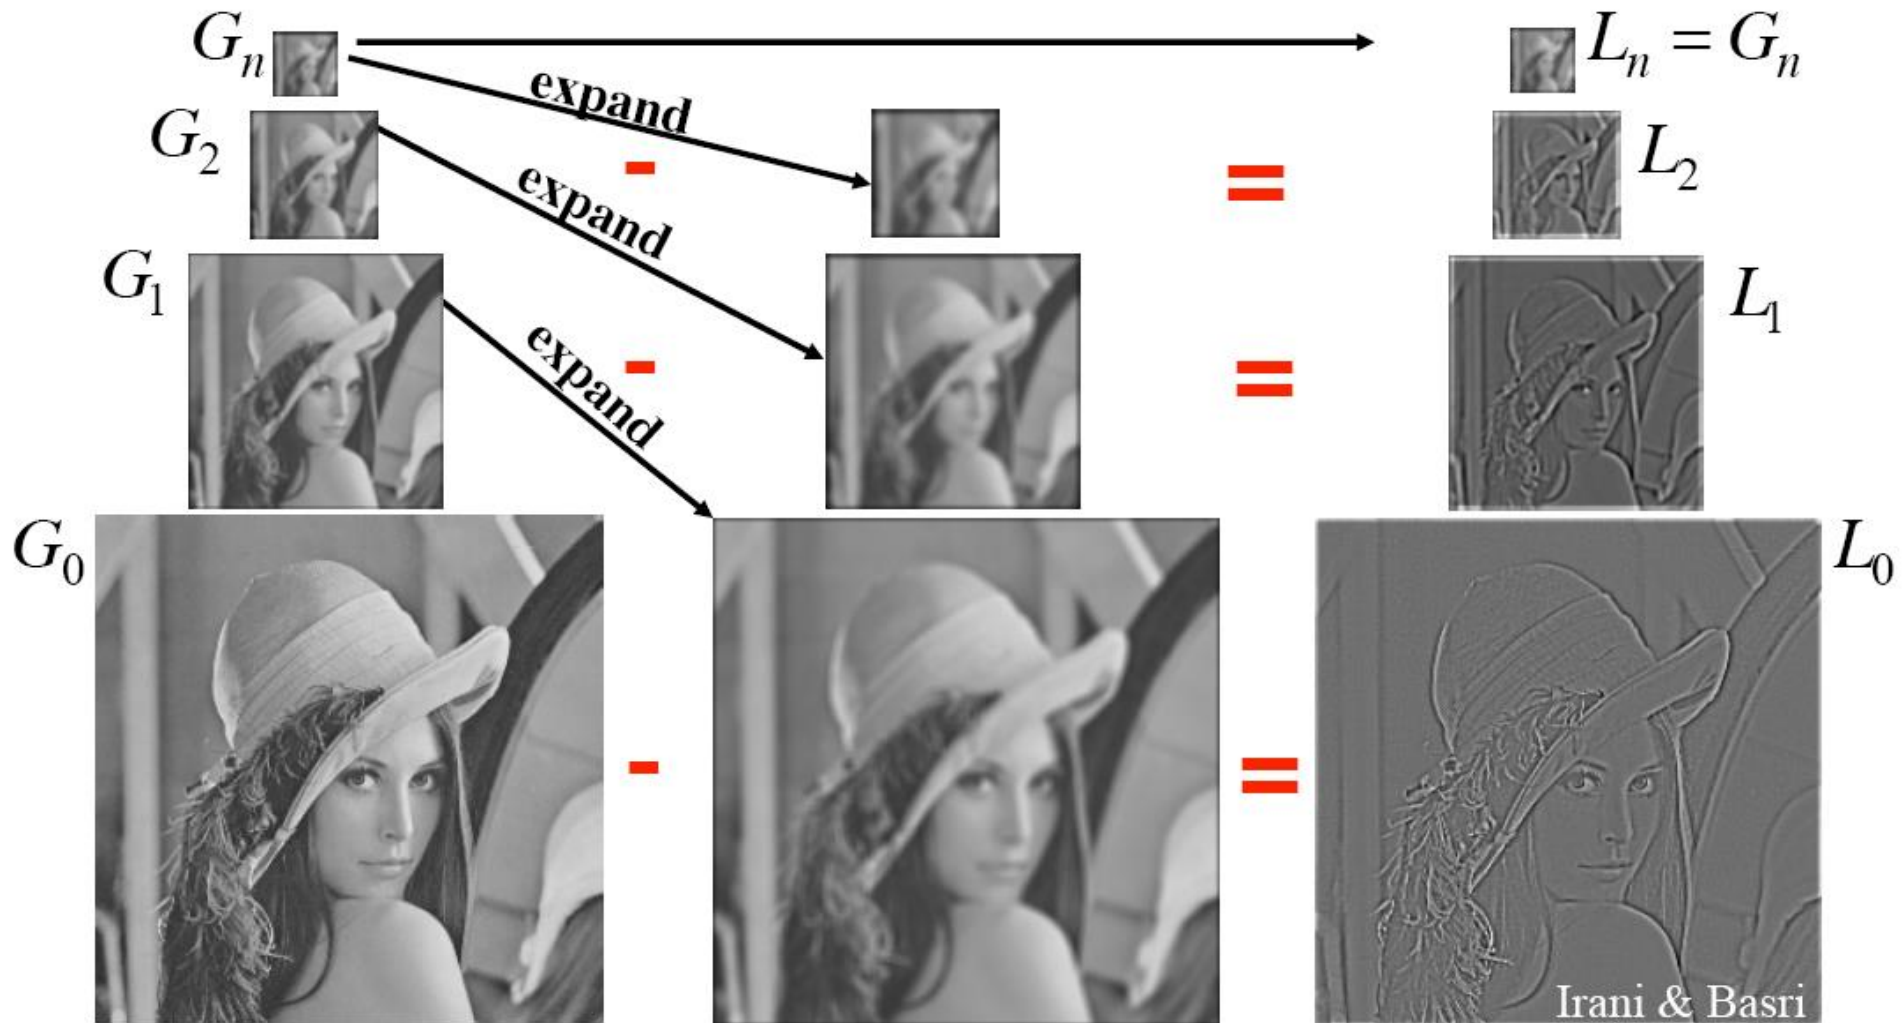 Gₙ
Lₙ = Gₙ
expand
G₂
-
=
L₂
expand
G₁
-
=
L₁
expand
G₀
-
=
L₀
Irani & Basri